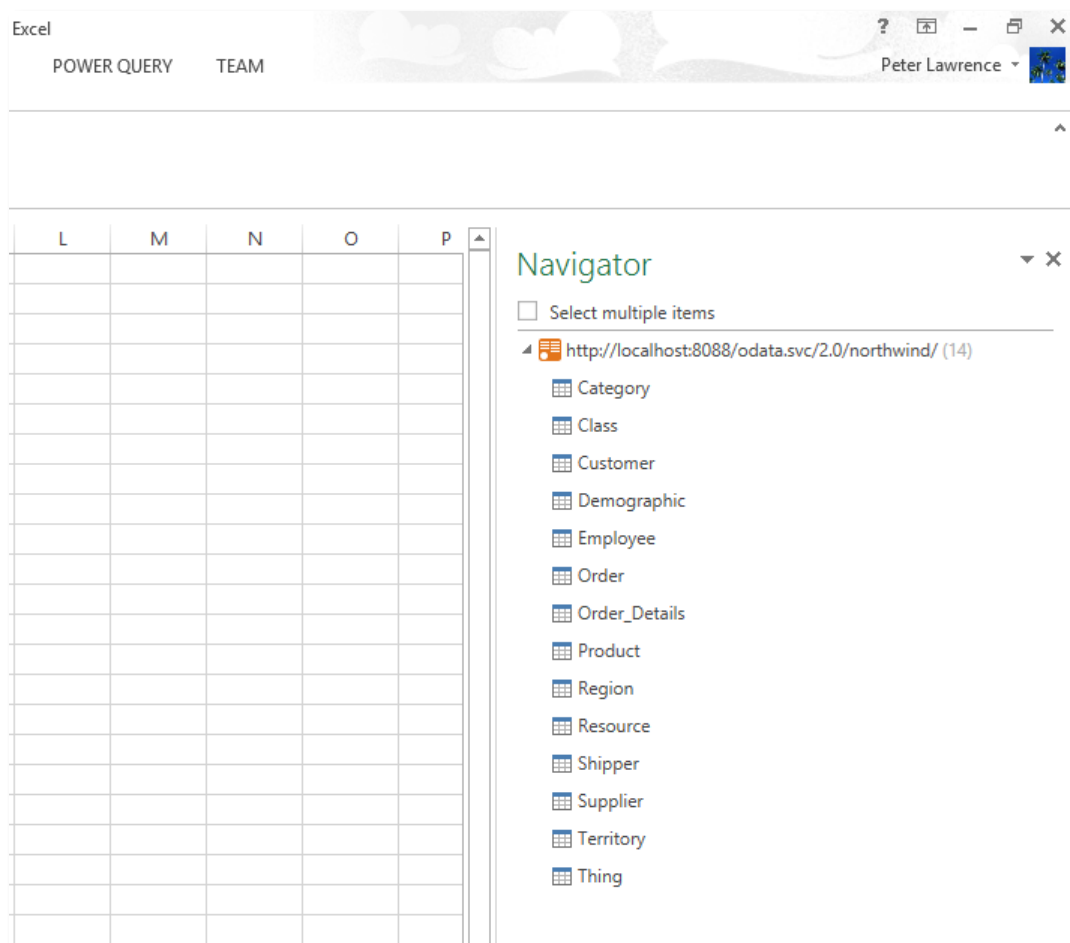 Excel
?
POWER QUERY TEAM
Peter Lawrence
L M N O P
Navigator
Select multiple items
http://localhost:8088/odata.svc/2.0/northwind/ (14)
Category
Class
Customer
Demographic
Employee
Order
Order_Details
Product
Region
Resource
Shipper
Supplier
Territory
Thing